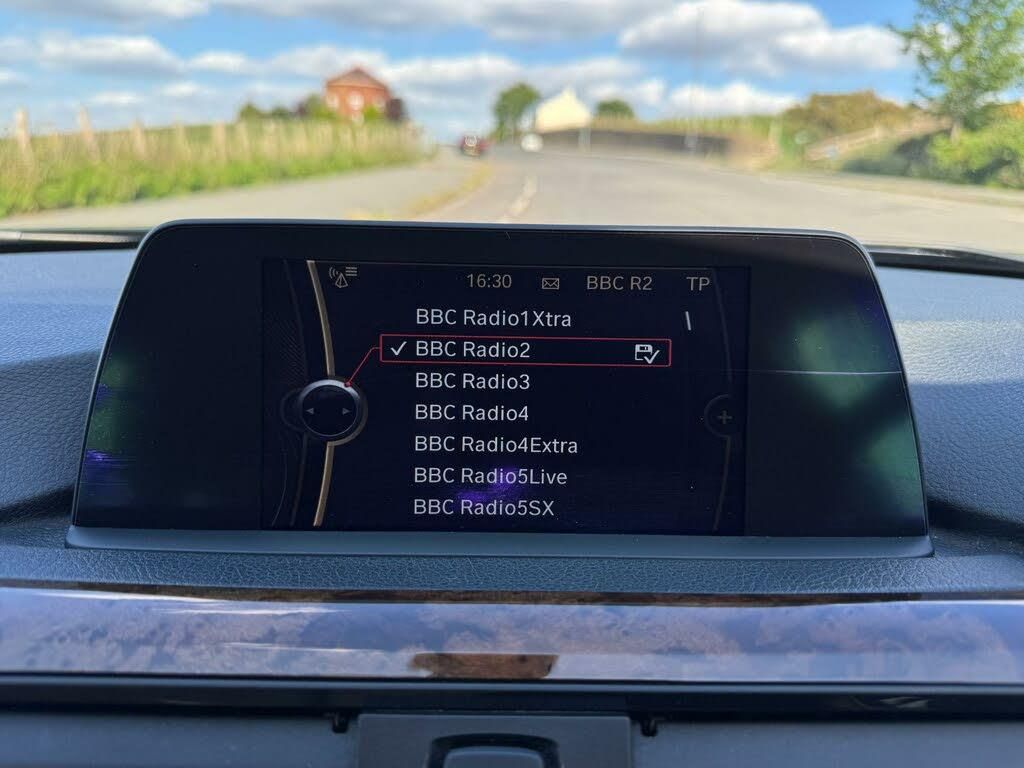 16:30 BBC R2 TP
BBC Radio1Xtra
BBC Radio2
BBC Radio3
BBC Radio4
BBC Radio4Extra
BBC Radio5Live
BBC Radio5SX